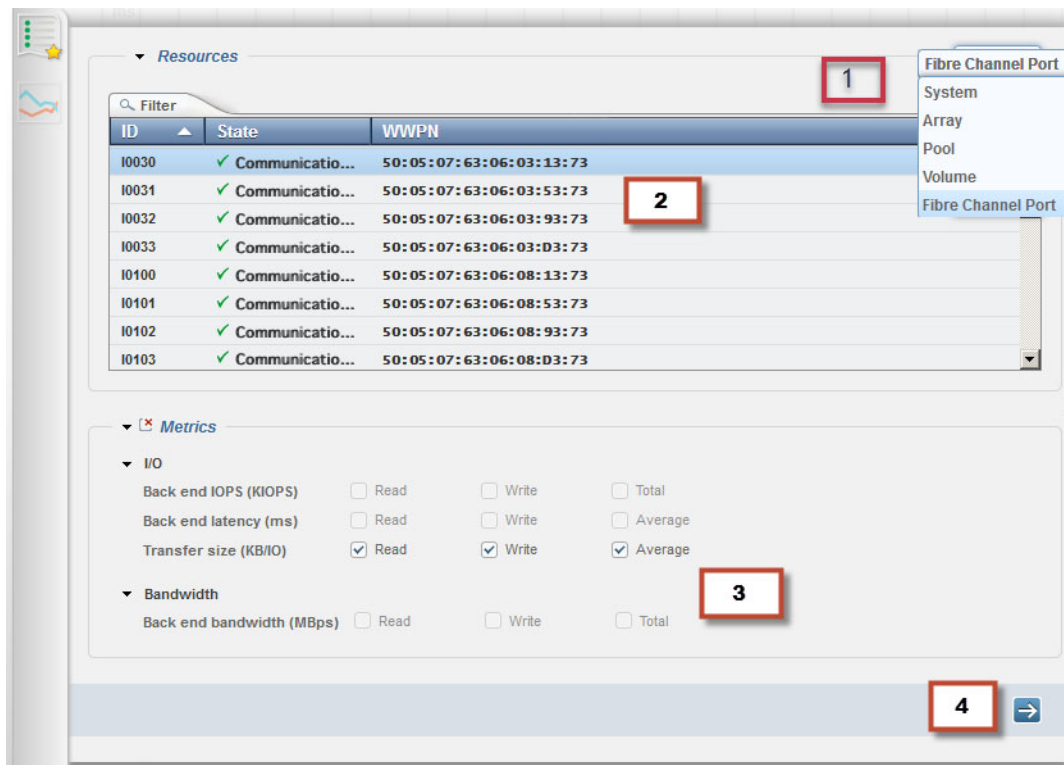 ms
Resources
1
Fibre Channel Port
System
Array
Pool
Volume
Fibre Channel Port
Filter
ID State WWPN
I0030 Communicatio... 50:05:07:63:06:03:13:73
I0031 Communicatio... 50:05:07:63:06:03:53:73
2
I0032 Communicatio... 50:05:07:63:06:03:93:73
I0033 Communicatio... 50:05:07:63:06:03:D3:73
I0100 Communicatio... 50:05:07:63:06:08:13:73
I0101 Communicatio... 50:05:07:63:06:08:53:73
I0102 Communicatio... 50:05:07:63:06:08:93:73
I0103 Communicatio... 50:05:07:63:06:08:D3:73
Metrics
I/O
Back end IOPS (KIOPS) Read Write Total
Back end latency (ms) Read Write Average
Transfer size (KB/IO) Read Write Average
3
Bandwidth
Back end bandwidth (MBps) Read Write Total
4